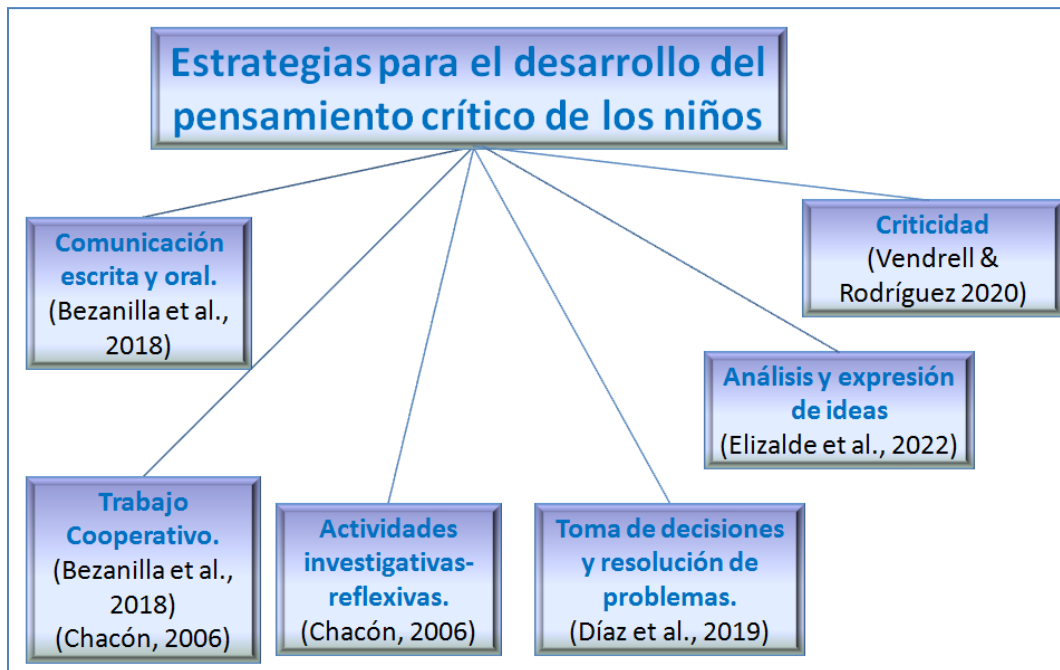 Estrategias para el desarrollo del
pensamiento crítico de los niños
Comunicación
escrita y oral.
(Bezanilla et al.,
2018)
Criticidad
(Vendrell &
Rodríguez 2020)
Análisis y expresión
de ideas
(Elizalde et al., 2022)
Trabajo
Cooperativo.
(Bezanilla et al.,
2018)
(Chacón, 2006)
Actividades
investigativas-
reflexivas.
(Chacón, 2006)
Toma de decisiones
y resolución de
problemas.
(Díaz et al., 2019)